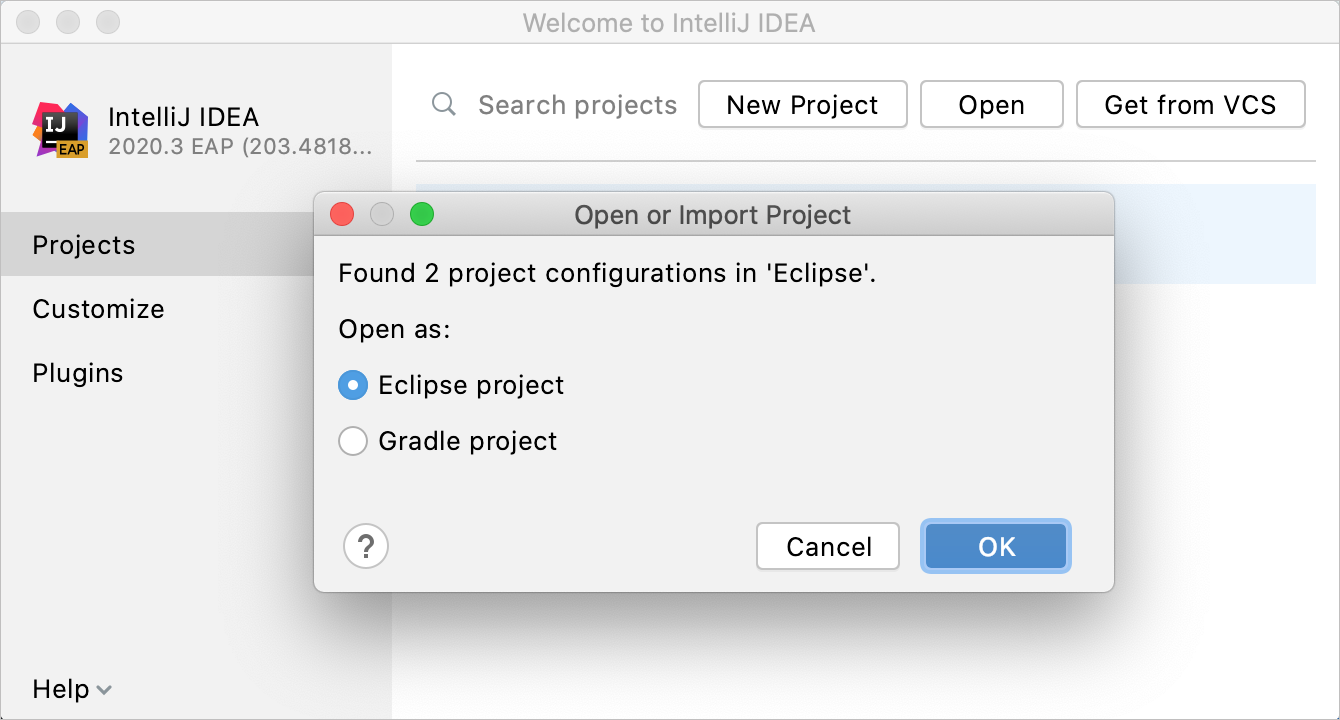 Welcome to IntelliJ IDEA
IJ
EAP
IntelliJ IDEA
2020.3 EAP (203.4818...
Search projects
New Project
Open
Get from VCS
Projects
Customize
Plugins
Help
Open or Import Project
Found 2 project configurations in 'Eclipse'.
Open as:
Eclipse project
Gradle project
?
Cancel
OK